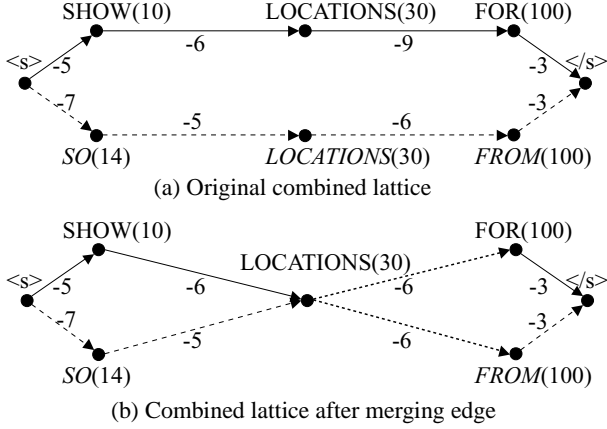 SHOW(10) LOCATIONS(30) FOR(100)
<s> -5 -6 -9 -3 </s>
-7 -5 -6 -3
SO(14) LOCATIONS(30) FROM(100)
(a) Original combined lattice
SHOW(10) LOCATIONS(30) FOR(100)
<s> -5 -6 -6 -3 </s>
-7 -5 -6 -3
SO(14) FROM(100)
(b) Combined lattice after merging edge